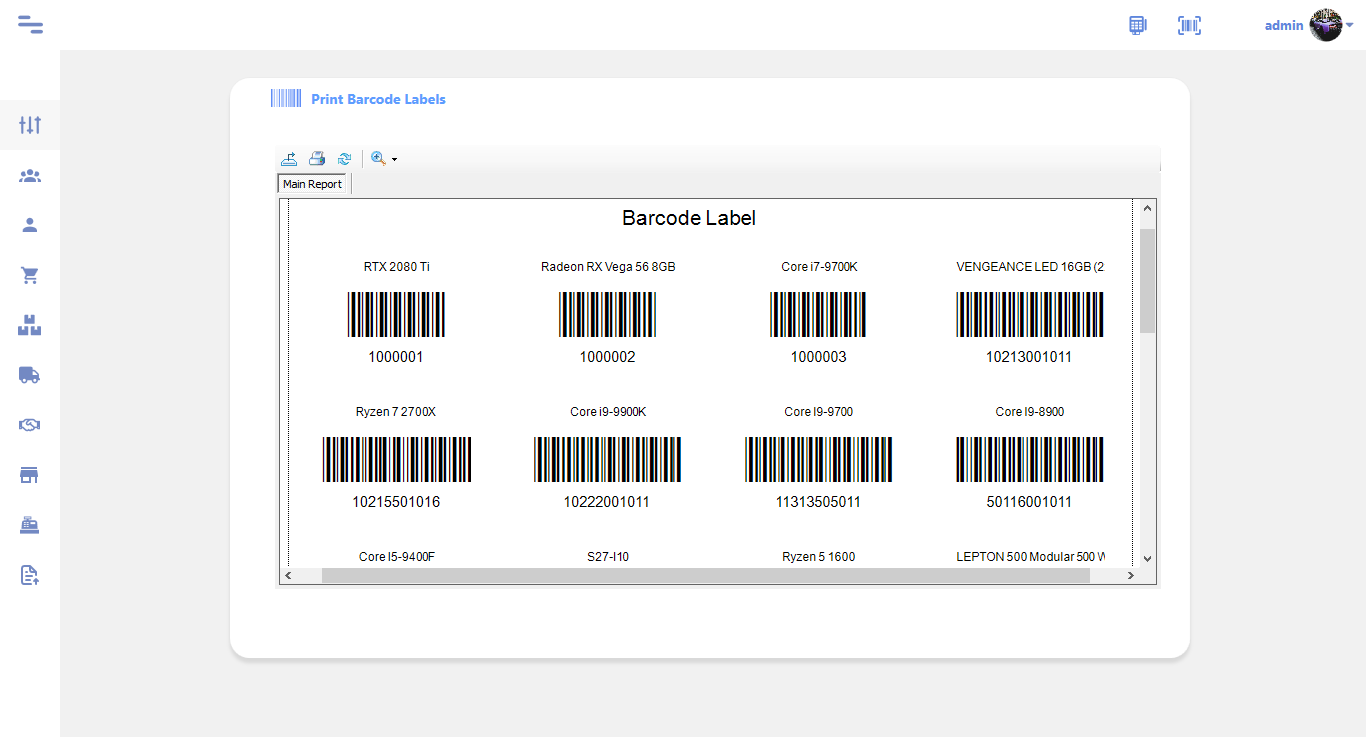 admin
Print Barcode Labels
Main Report
Barcode Label
RTX 2080 Ti
Radeon RX Vega 56 8GB
Core i7-9700K
VENGEANCE LED 16GB (2
1000001
1000002
1000003
10213001011
Ryzen 7 2700X
Core i9-9900K
Core I9-9700
Core I9-8900
10215501016
10222001011
11313505011
50116001011
Core I5-9400F
S27-I10
Ryzen 5 1600
LEPTON 500 Modular 500 W